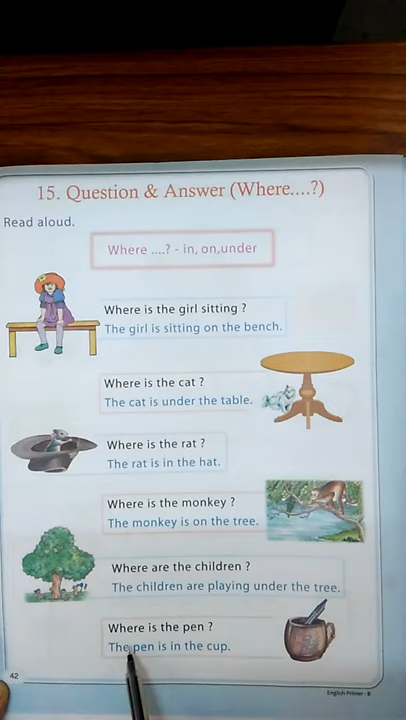 15. Question & Answer (Where....?)
Read aloud.
Where ....? - in, on,under
Where is the girl sitting ?
The girl is sitting on the bench.
Where is the cat ?
The cat is under the table.
Where is the rat ?
The rat is in the hat.
Where is the monkey ?
The monkey is on the tree.
Where are the children ?
The children are playing under the tree.
Where is the pen ?
The pen is in the cup.
42
English Primer - B